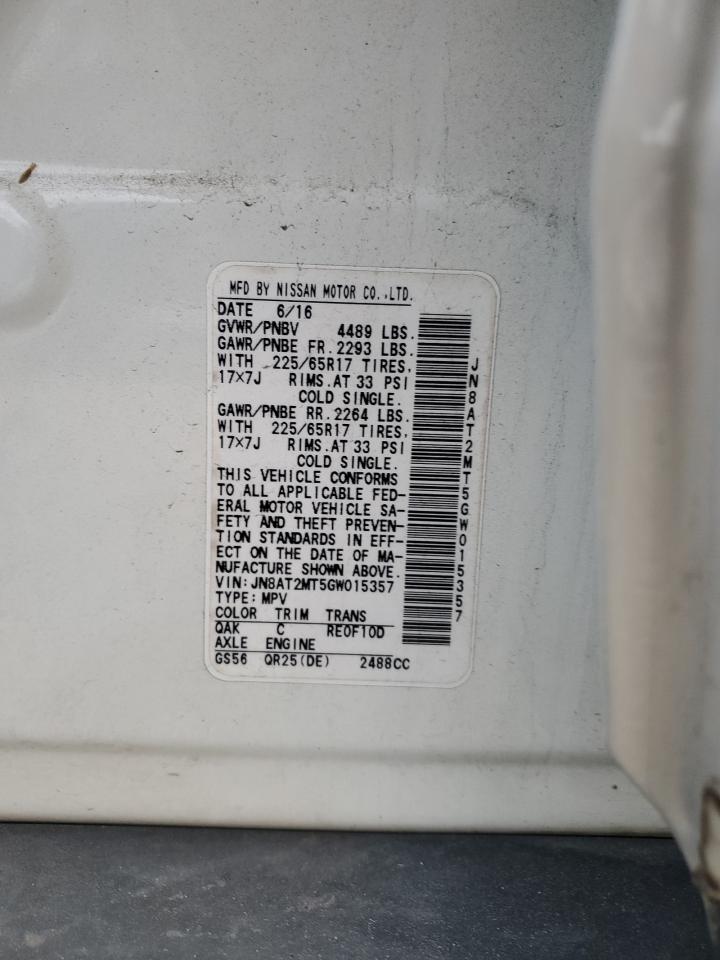 MFD BY NISSAN MOTOR CO.,LTD.
DATE 6/16
GVWR/PNBV 4489 LBS.
GAWR/PNBE FR. 2293 LBS.
WITH 225/65R17 TIRES,
17×7J RIMS. AT 33 PSI
COLD SINGLE.
GAWR/PNBE RR. 2264 LBS.
WITH 225/65R17 TIRES,
17×7J RIMS. AT 33 PSI
COLD SINGLE.
THIS VEHICLE CONFORMS
TO ALL APPLICABLE FED-
ERAL MOTOR VEHICLE SA-
FETY AND THEFT PREVEN-
TION STANDARDS IN EFF-
ECT ON THE DATE OF MA-
NUFACTURE SHOWN ABOVE.
VIN: JN8AT2MT5GW015357
TYPE: MPV
COLOR TRIM TRANS
QAK C RE0F10D
AXLE ENGINE
GS56 QR25(DE) 2488CC
JN8AT2MT5GW015357